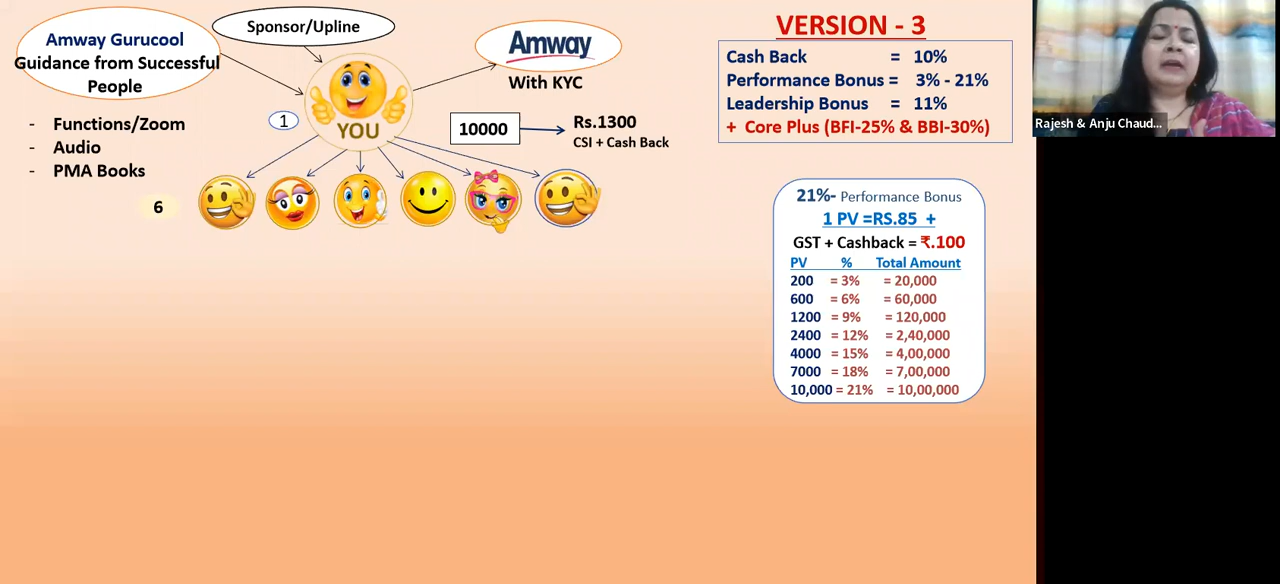 Amway Gurucool
Guidance from Successful
People
Sponsor/Upline
Amway
With KYC
- Functions/Zoom
- Audio
- PMA Books
1
YOU
10000
Rs.1300
CSI + Cash Back
6
VERSION - 3
Cash Back = 10%
Performance Bonus = 3% - 21%
Leadership Bonus = 11%
+ Core Plus (BFI-25% & BBI-30%)
Rajesh & Anju Chaud...
21%- Performance Bonus
1 PV =RS.85 +
GST + Cashback = ₹.100
PV % Total Amount
200 = 3% = 20,000
600 = 6% = 60,000
1200 = 9% = 120,000
2400 = 12% = 2,40,000
4000 = 15% = 4,00,000
7000 = 18% = 7,00,000
10,000 = 21% = 10,00,000